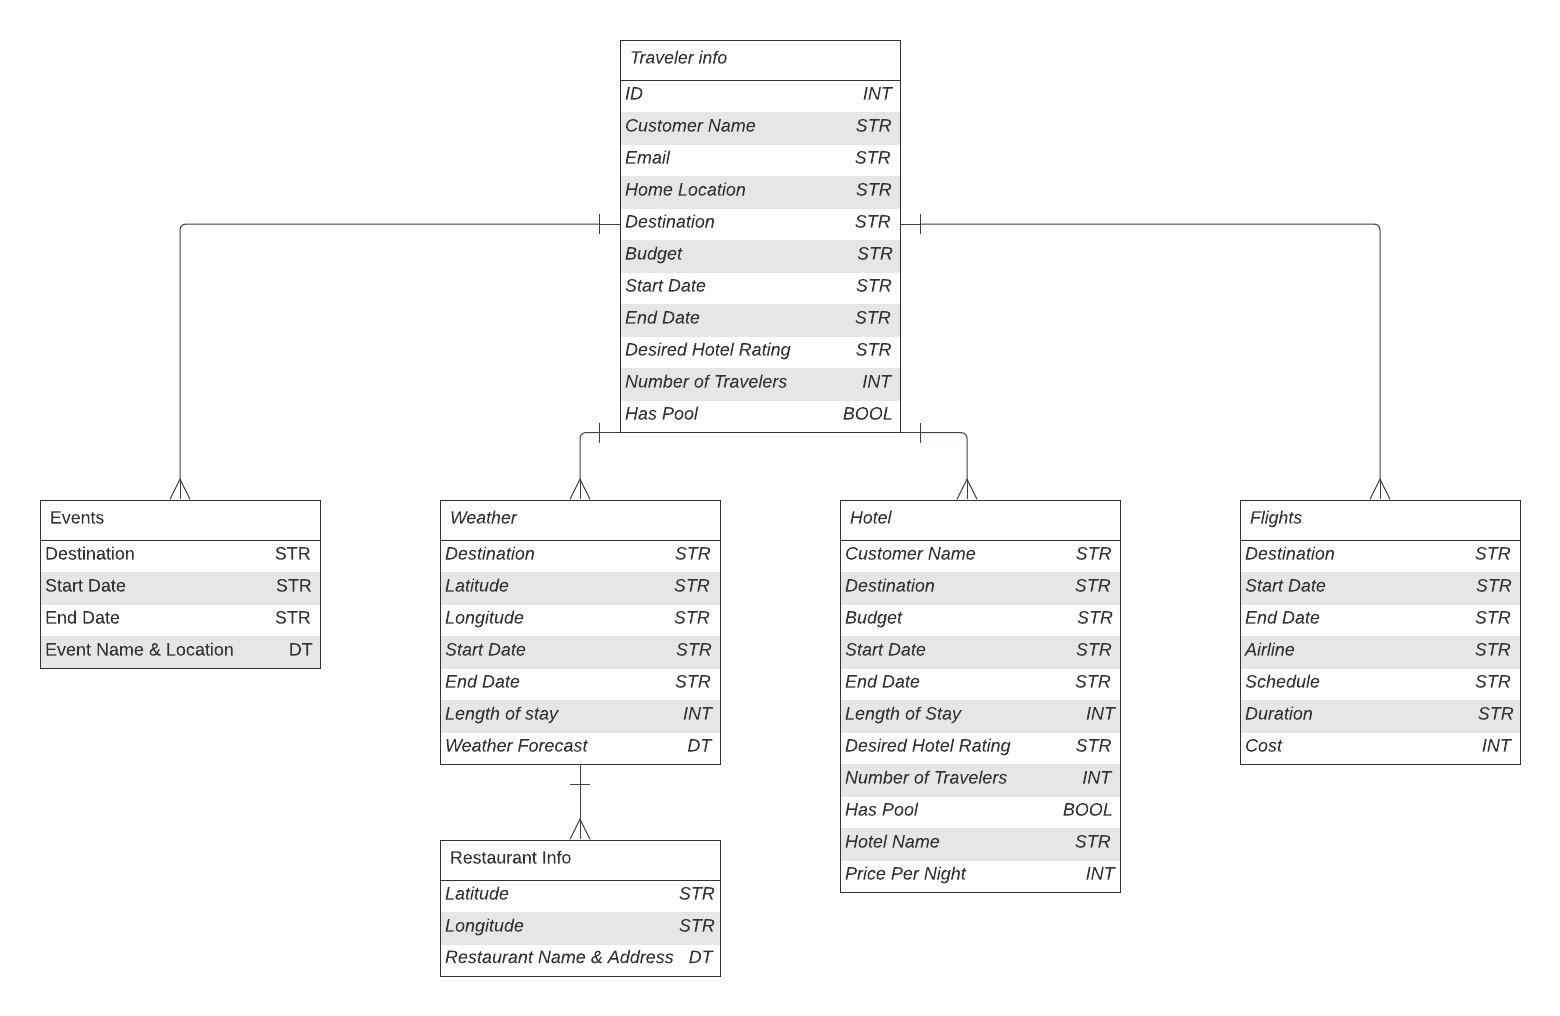 Traveler info
ID INT
Customer Name STR
Email STR
Home Location STR
Destination STR
Budget STR
Start Date STR
End Date STR
Desired Hotel Rating STR
Number of Travelers INT
Has Pool BOOL
Events
Destination STR
Start Date STR
End Date STR
Event Name & Location DT
Weather
Destination STR
Latitude STR
Longitude STR
Start Date STR
End Date STR
Length of stay INT
Weather Forecast DT
Hotel
Customer Name STR
Destination STR
Budget STR
Start Date STR
End Date STR
Length of Stay INT
Desired Hotel Rating STR
Number of Travelers INT
Has Pool BOOL
Hotel Name STR
Price Per Night INT
Flights
Destination STR
Start Date STR
End Date STR
Airline STR
Schedule STR
Duration STR
Cost INT
Restaurant Info
Latitude STR
Longitude STR
Restaurant Name & Address DT